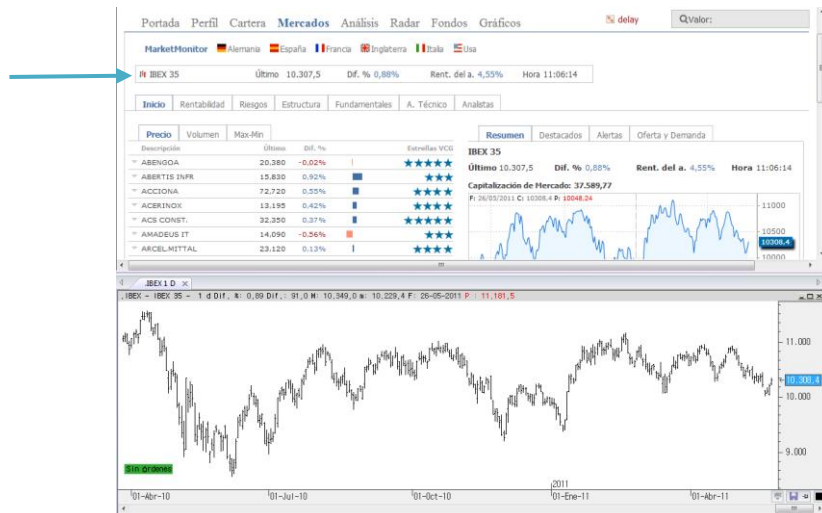 Portada Perfil Cartera Mercados Análisis Radar Fondos Gráficos delay Valor:
MarketMonitor Alemania España Francia Inglaterra Italia Usa
IBEX 35 Último 10.307,5 Dif. % 0,88% Rent. del a. 4,55% Hora 11:06:14
Inicio Rentabilidad Riesgos Estructura Fundamentales A. Técnico Analistas
Precio Volumen Max-Min
Descripción Último Dif. % Estrellas VCG
ABENGOA 20.380 -0,02% ★★★★★
ABERTIS INFR 15.830 0.92% ★★★
ACCIONA 72.720 0.55% ★★★★
ACERINOX 13.195 0.42% ★★★★
ACS CONST. 32.350 0.37% ★★★★★
AMADEUS IT 14.090 -0.56% ★★★
ARCEL.MITTAL 23.120 0.13% ★★★★
Resumen Destacados Alertas Oferta y Demanda
IBEX 35
Último 10.307,5 Dif. % 0,88% Rent. del a. 4,55% Hora 11:06:14
Capitalización de Mercado: 37.589,77
F: 26/05/2011 C: 10308,4 P: 10048.24
11000
10500
10308,4
10000
.IBEX 1 D
.IBEX - IBEX 35 - 1 d Dif, %: 0,89 Dif,: 91,0 M: 10,349,0 m: 10,229,4 F: 26-05-2011 P : 11.181,5
11.000
10.308,4
10.000
9.000
Sin ordenes
2011
01-Abr-10 01-Jul-10 01-Oct-10 01-Ene-11 01-Abr-11